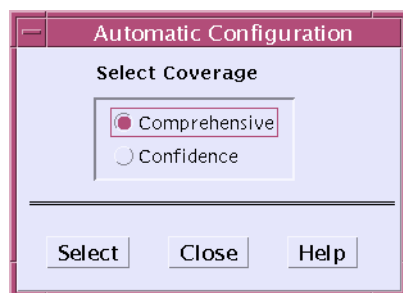 Automatic Configuration
Select Coverage
Comprehensive
Confidence
Select Close Help